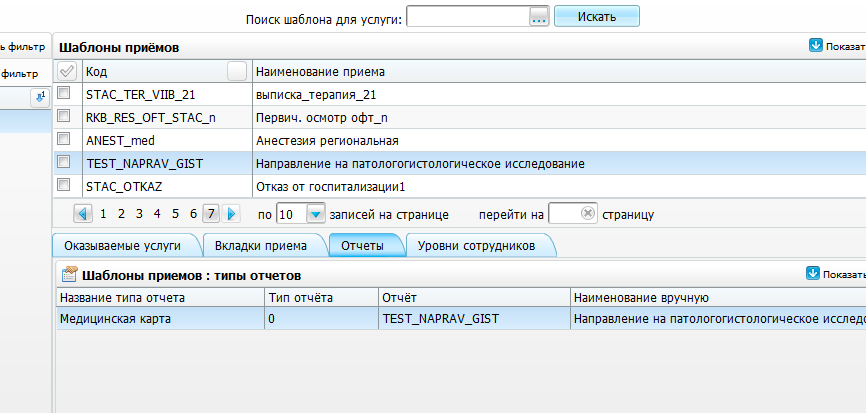 Поиск шаблона для услуги: ... Искать
ь фильтр
Шаблоны приёмов Показат
фильтр
Код Наименование приема
1
STAC_TER_VIIB_21 выписка_терапия_21
RKB_RES_OFT_STAC_n Первич. осмотр офт_n
ANEST_med Анестезия региональная
TEST_NAPRAV_GIST Направление на патологогистологическое исследование
STAC_OTKAZ Отказ от госпитализации1
1 2 3 4 5 6 7 по 10 записей на странице перейти на страницу
Оказываемые услуги Вкладки приема Отчеты Уровни сотрудников
Шаблоны приемов : типы отчетов Показать
Название типа отчета Тип отчёта Отчёт Наименование вручную
Медицинская карта 0 TEST_NAPRAV_GIST Направление на патологогистологическое исследо